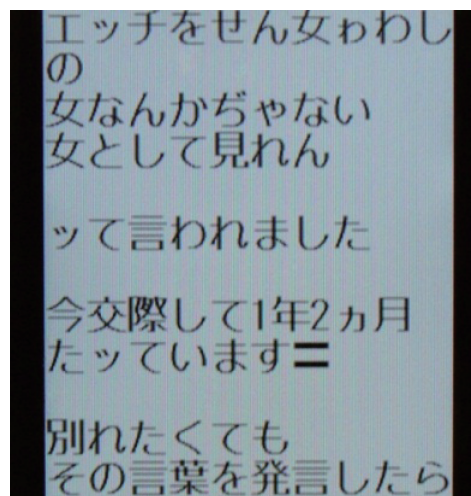 エッチをせん女ゎわし
の
女なんかぢゃない
女として見れん
ッて言われました
今交際して1年2ヵ月
たッています〓
別れたくても
その言葉を発言したら